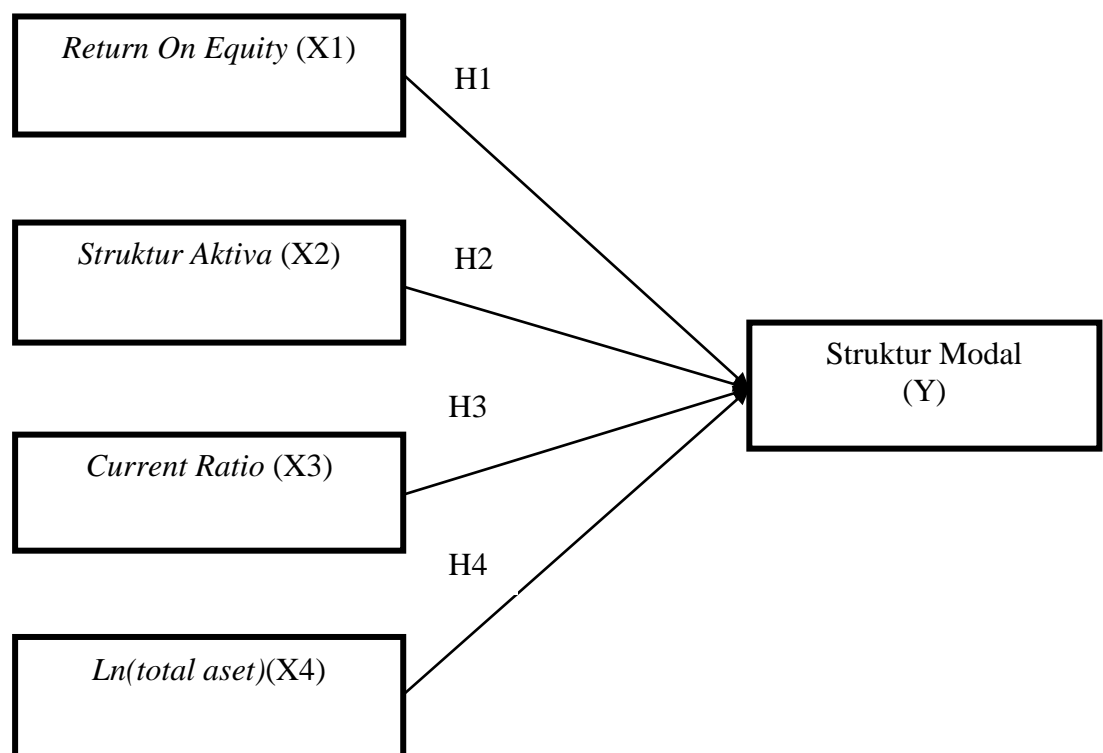 Return On Equity (X1)
H1
Struktur Aktiva (X2)
H2
Struktur Modal
(Y)
H3
Current Ratio (X3)
H4
Ln(total aset)(X4)